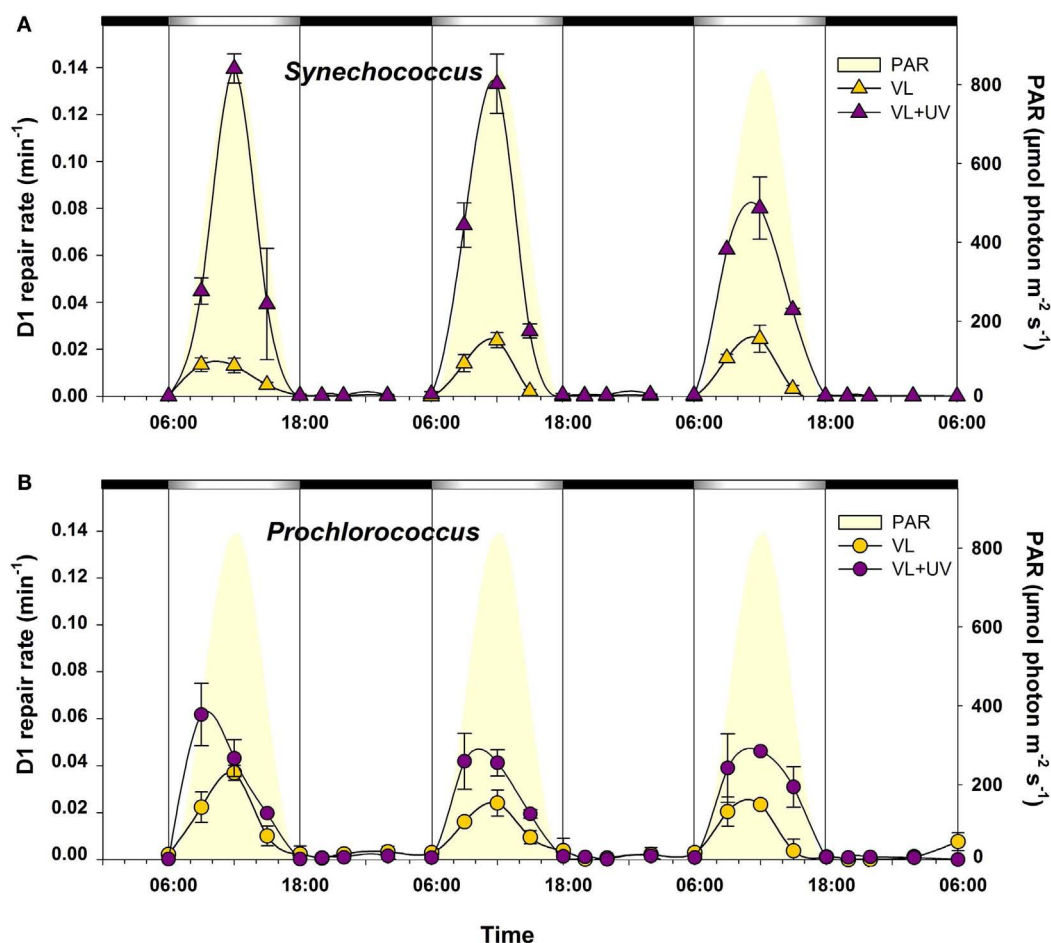 A
Synechococcus
PAR
VL
VL+UV
D1 repair rate (min⁻¹)
0.14
0.12
0.10
0.08
0.06
0.04
0.02
0.00
800
600
400
200
0
PAR (µmol photon m⁻² s⁻¹)
06:00 18:00 06:00 18:00 06:00 18:00 06:00
B
Prochlorococcus
PAR
VL
VL+UV
D1 repair rate (min⁻¹)
0.14
0.12
0.10
0.08
0.06
0.04
0.02
0.00
800
600
400
200
0
PAR (µmol photon m⁻² s⁻¹)
06:00 18:00 06:00 18:00 06:00 18:00 06:00
Time